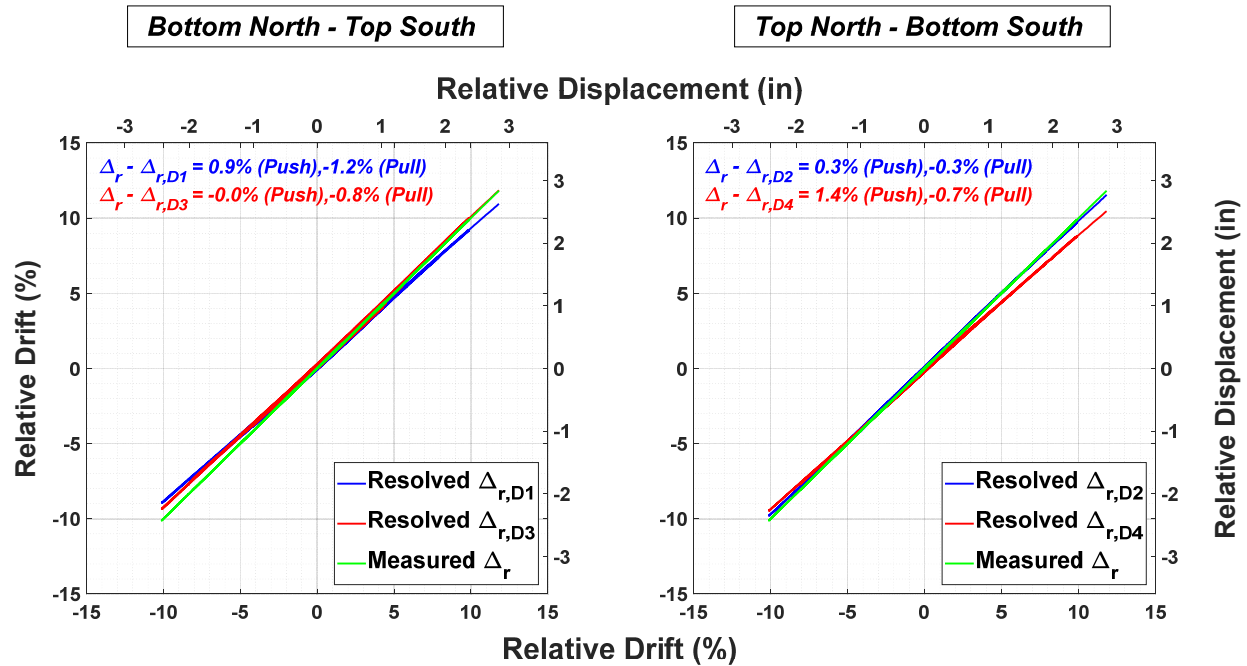 Bottom North - Top South
Top North - Bottom South
Relative Displacement (in)
-3 -2 -1 0 1 2 3
-3 -2 -1 0 1 2 3
Δr - Δr,D1 = 0.9% (Push),-1.2% (Pull)
Δr - Δr,D3 = -0.0% (Push),-0.8% (Pull)
Δr - Δr,D2 = 0.3% (Push),-0.3% (Pull)
Δr - Δr,D4 = 1.4% (Push),-0.7% (Pull)
Relative Drift (%)
15
10
5
0
-5
-10
-15
3
2
1
0
-1
-2
-3
15
10
5
0
-5
-10
-15
3
2
1
0
-1
-2
-3
Relative Displacement (in)
Resolved Δr,D1
Resolved Δr,D3
Measured Δr
Resolved Δr,D2
Resolved Δr,D4
Measured Δr
-15 -10 -5 0 5 10 15
-15 -10 -5 0 5 10 15
Relative Drift (%)